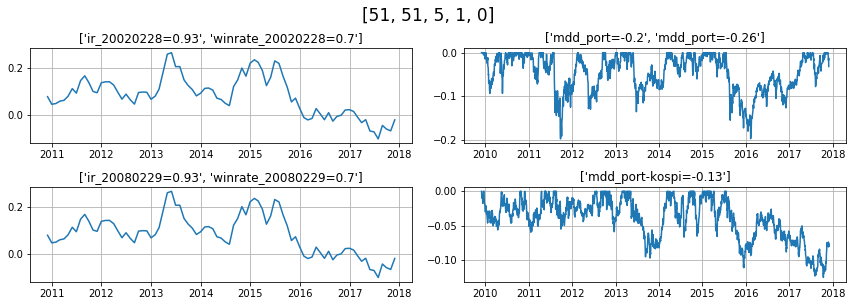 [51, 51, 5, 1, 0]
['ir_20020228=0.93', 'winrate_20020228=0.7']
0.2
0.0
2011 2012 2013 2014 2015 2016 2017 2018
['mdd_port=-0.2', 'mdd_port=-0.26']
0.0
−0.1
−0.2
2010 2011 2012 2013 2014 2015 2016 2017 2018
['ir_20080229=0.93', 'winrate_20080229=0.7']
0.2
0.0
2011 2012 2013 2014 2015 2016 2017 2018
['mdd_port-kospi=-0.13']
0.00
−0.05
−0.10
2010 2011 2012 2013 2014 2015 2016 2017 2018